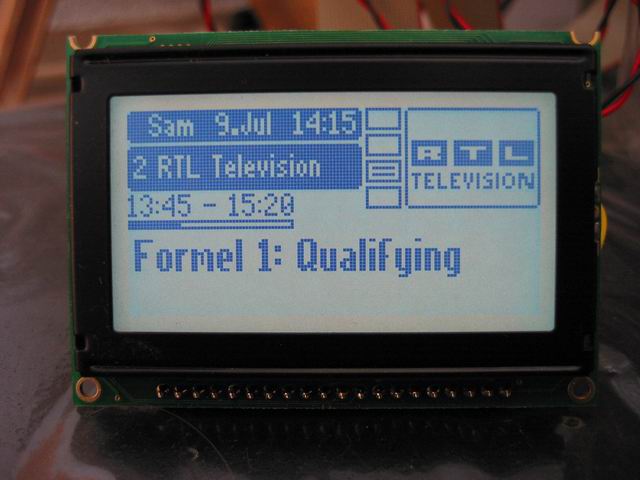 Sam 9.Jul 14:15
2 RTL Television
RTL
TELEVISION
13:45 - 15:20
Formel 1: Qualifying